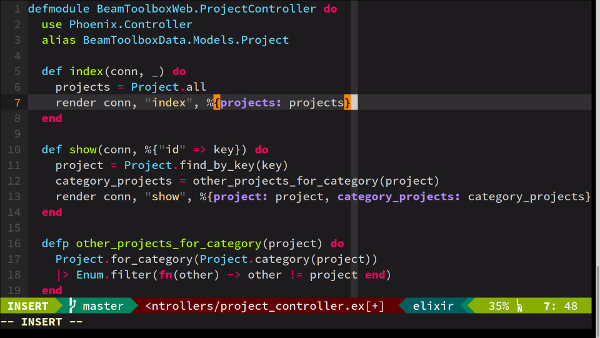 1 defmodule BeamToolboxWeb.ProjectController do
2   use Phoenix.Controller
3   alias BeamToolboxData.Models.Project
4
5   def index(conn, _) do
6     projects = Project.all
7     render conn, "index", %{projects: projects}
8   end
9
10   def show(conn, %{"id" => key}) do
11     project = Project.find_by_key(key)
12     category_projects = other_projects_for_category(project)
13     render conn, "show", %{project: project, category_projects: category_projects}
14   end
15
16   defp other_projects_for_category(project) do
17     Project.for_category(Project.category(project))
18     |> Enum.filter(fn(other) -> other != project end)
19   end
INSERT master <ntrollers/project_controller.ex[+] elixir 35% 7: 48
-- INSERT --